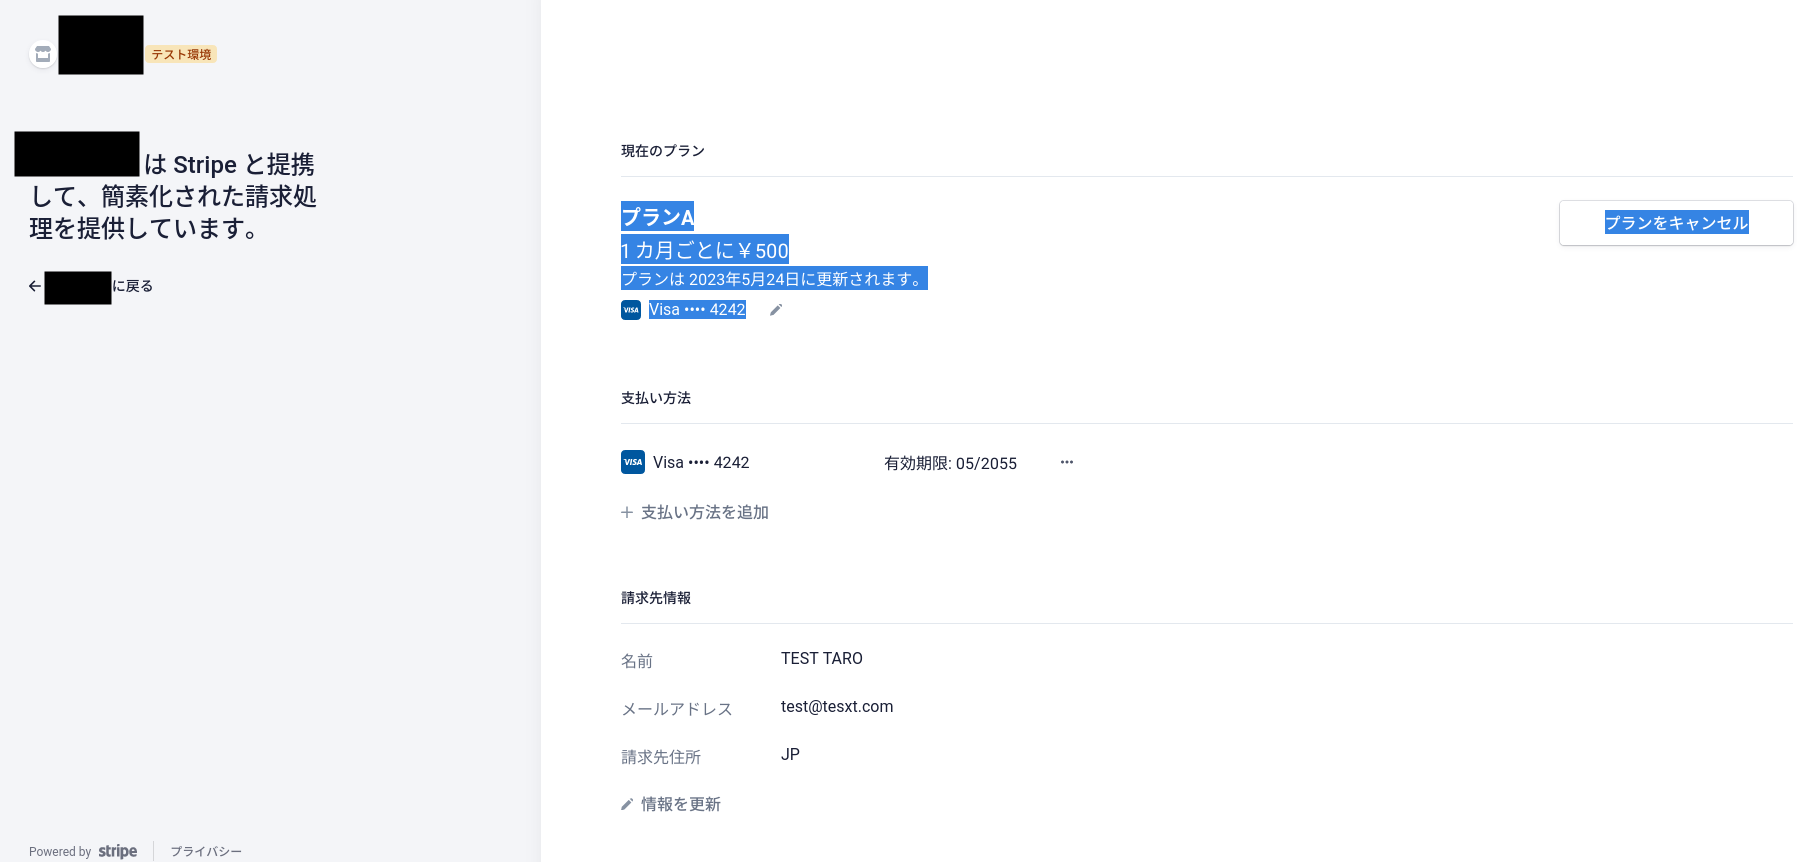 テスト環境
は Stripe と提携
して、簡素化された請求処
理を提供しています。
に戻る
Powered by stripe
プライバシー
現在のプラン
プランA
1 カ月ごとに￥500
プランは 2023年5月24日に更新されます。
VISA Visa •••• 4242
プランをキャンセル
支払い方法
VISA Visa •••• 4242 有効期限: 05/2055 •••
+ 支払い方法を追加
請求先情報
名前 TEST TARO
メールアドレス test@tesxt.com
請求先住所 JP
情報を更新